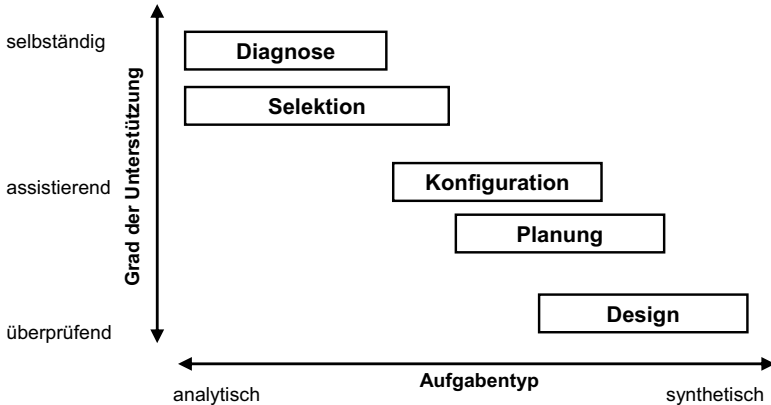 selbständig
Diagnose
Selektion
Grad der Unterstützung
assistierend
Konfiguration
Planung
überprüfend
Design
analytisch
Aufgabentyp
synthetisch